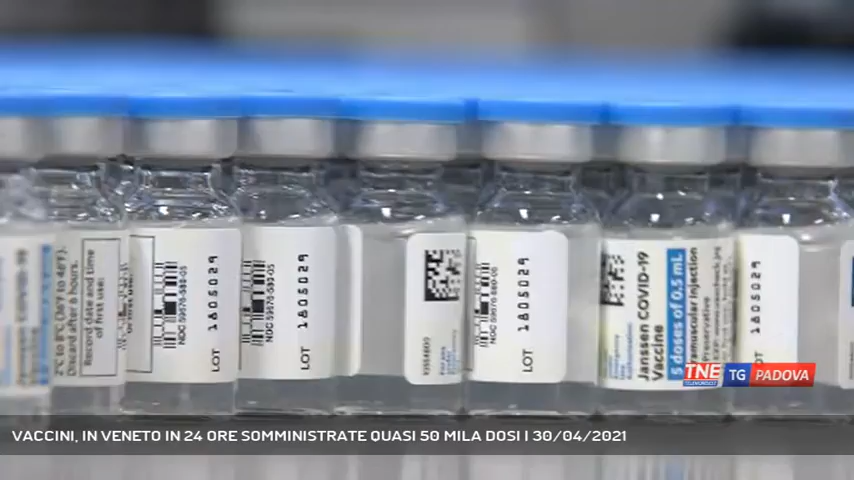 COVID-19
2°C to 8°C (36°F to 46°F).
Discard after 6 hours.
Record date and time
of first use:
NDC 59676-580-05
LOT 1805029
NDC 59676-580-05
LOT 1805029
NDC 59676-580-05
LOT 1805029
Janssen COVID-19
Vaccine
5 doses of 0.5 mL
Preservative
LOT 1805029
TNE
TG PADOVA
VACCINI, IN VENETO IN 24 ORE SOMMINISTRATE QUASI 50 MILA DOSI | 30/04/2021